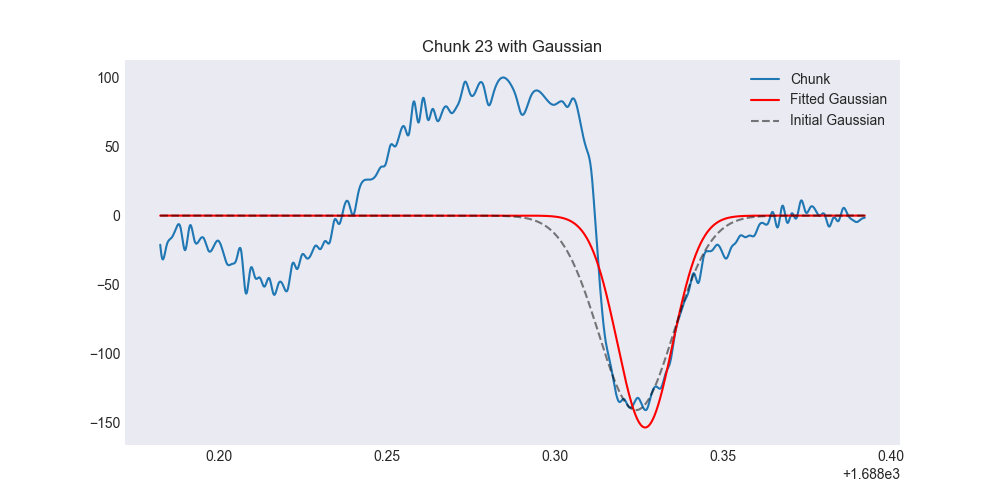 Chunk 23 with Gaussian
Chunk
Fitted Gaussian
Initial Gaussian
100
50
0
−50
−100
−150
0.20 0.25 0.30 0.35 0.40
+1.688e3